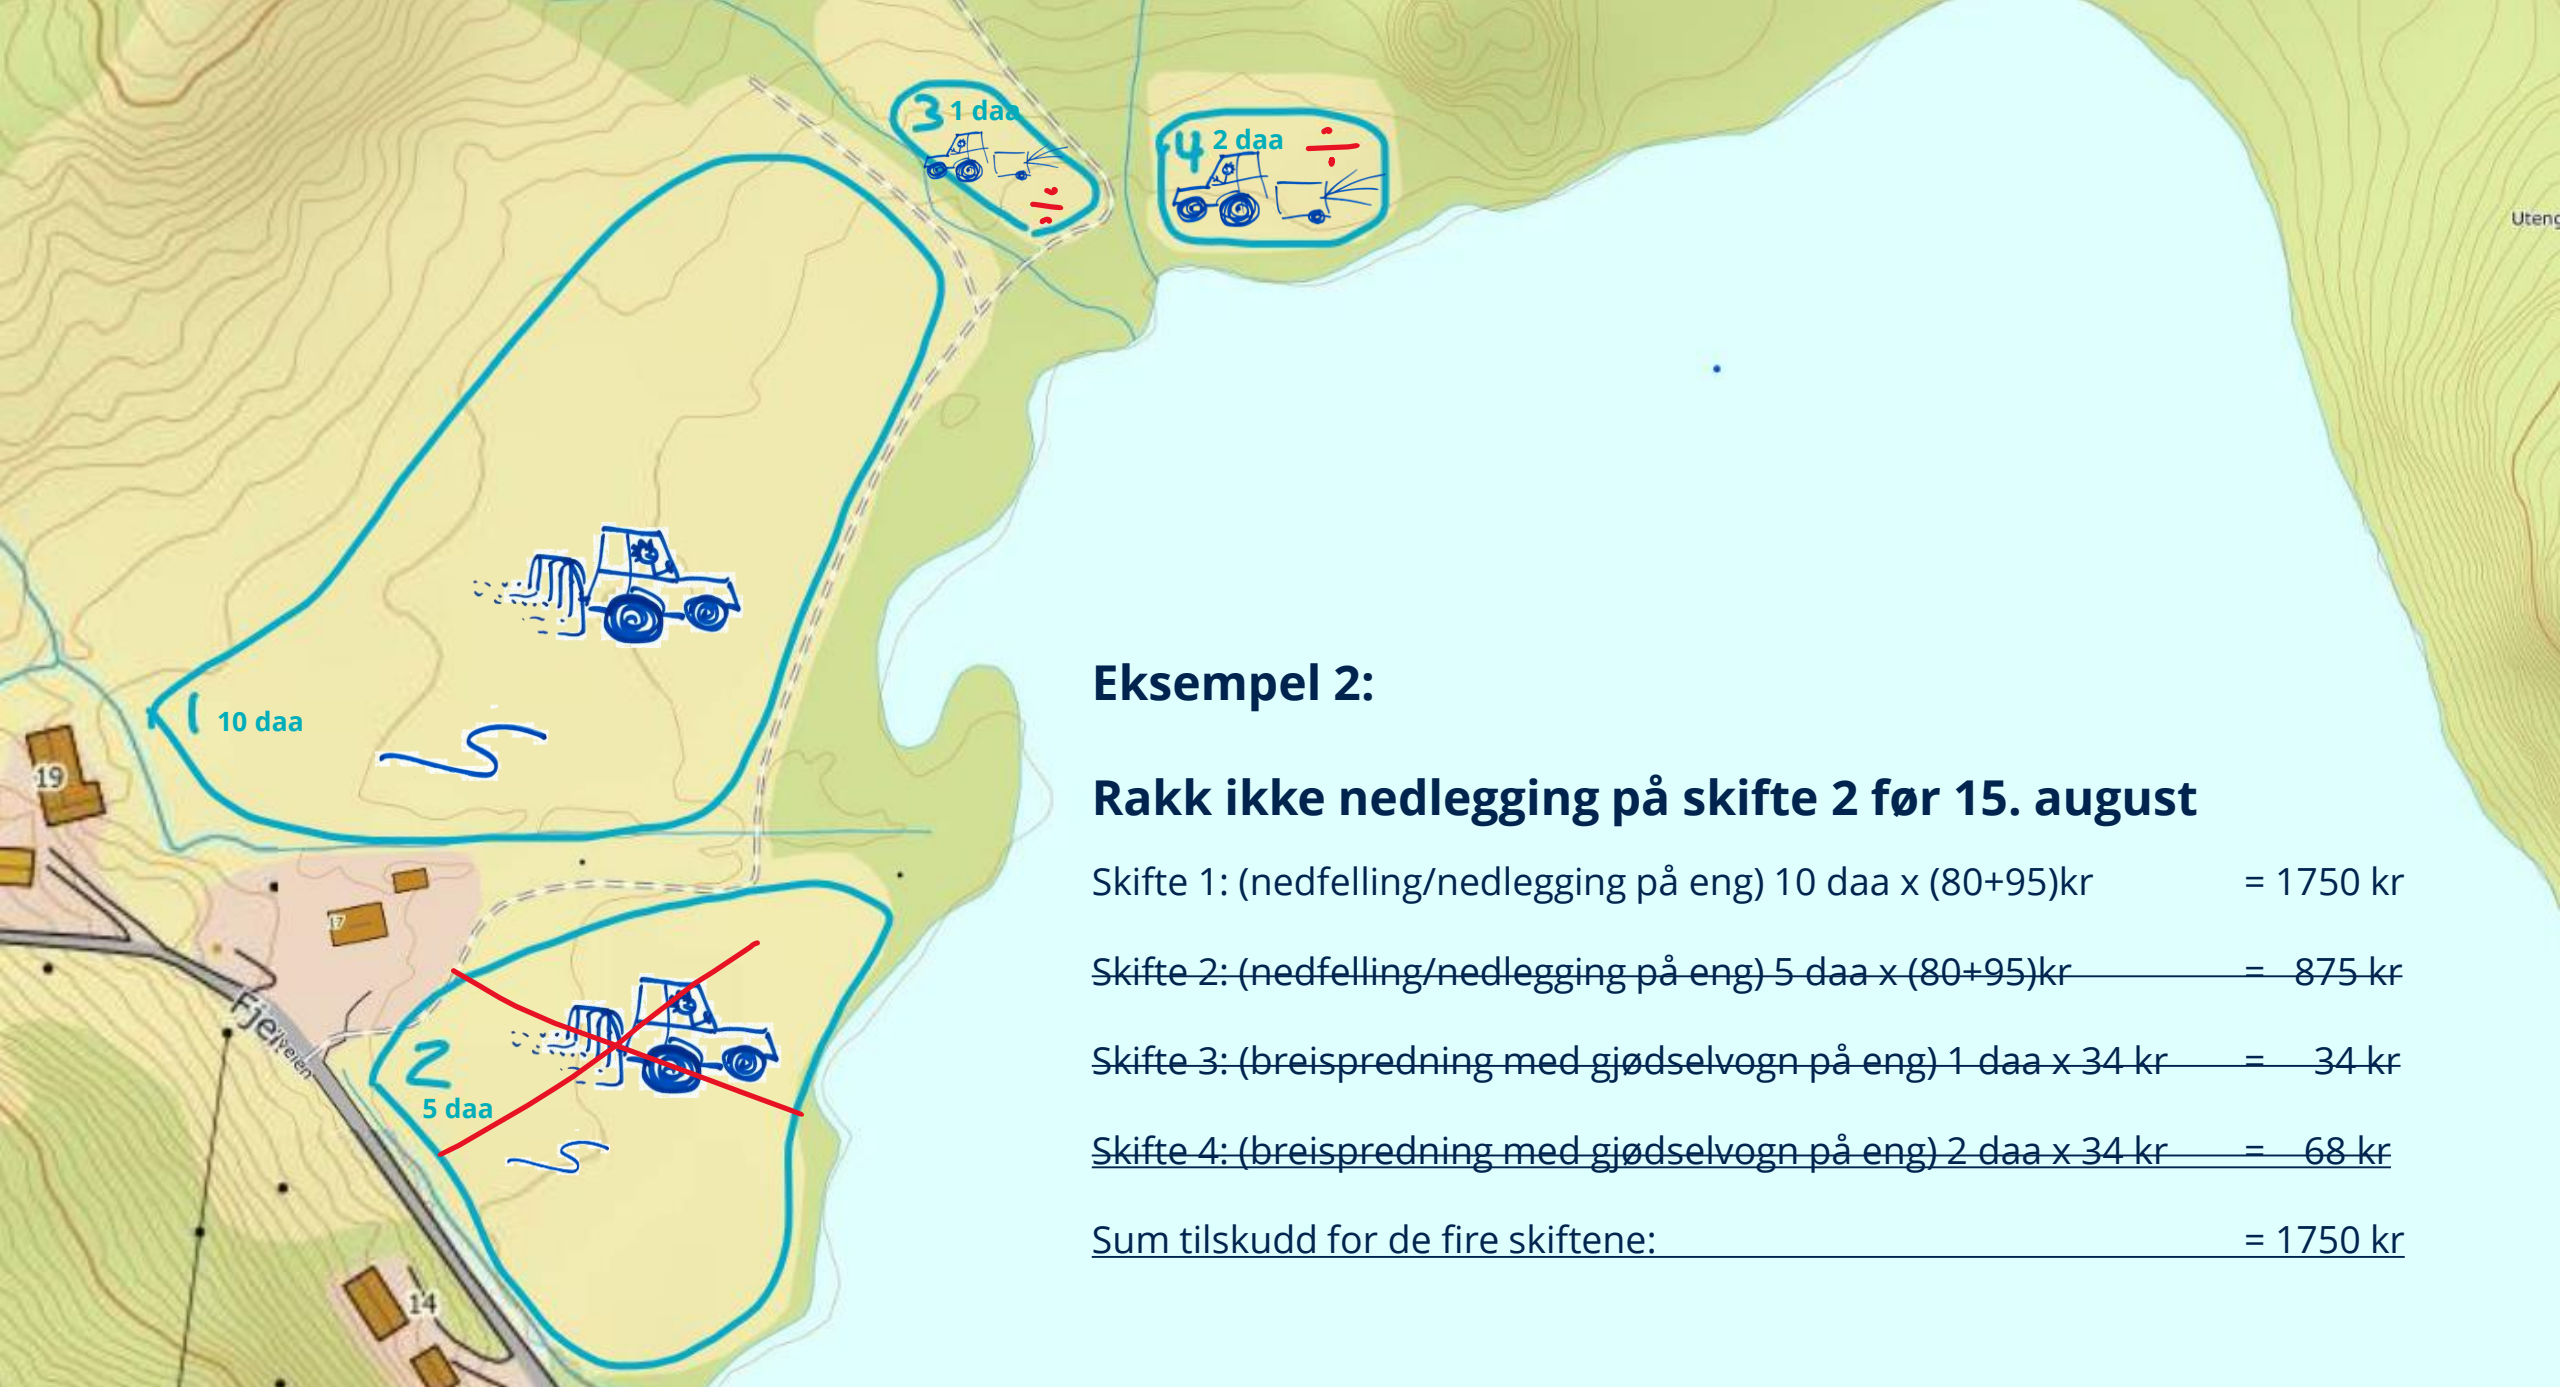 3 1 daa
4 2 daa
Uteng
1 10 daa
19
17
2
5 daa
14
Eksempel 2:
Rakk ikke nedlegging på skifte 2 før 15. august
Skifte 1: (nedfelling/nedlegging på eng) 10 daa x (80+95)kr = 1750 kr
Skifte 2: (nedfelling/nedlegging på eng) 5 daa x (80+95)kr = 875 kr
Skifte 3: (breispredning med gjødselvogn på eng) 1 daa x 34 kr = 34 kr
Skifte 4: (breispredning med gjødselvogn på eng) 2 daa x 34 kr = 68 kr
Sum tilskudd for de fire skiftene: = 1750 kr